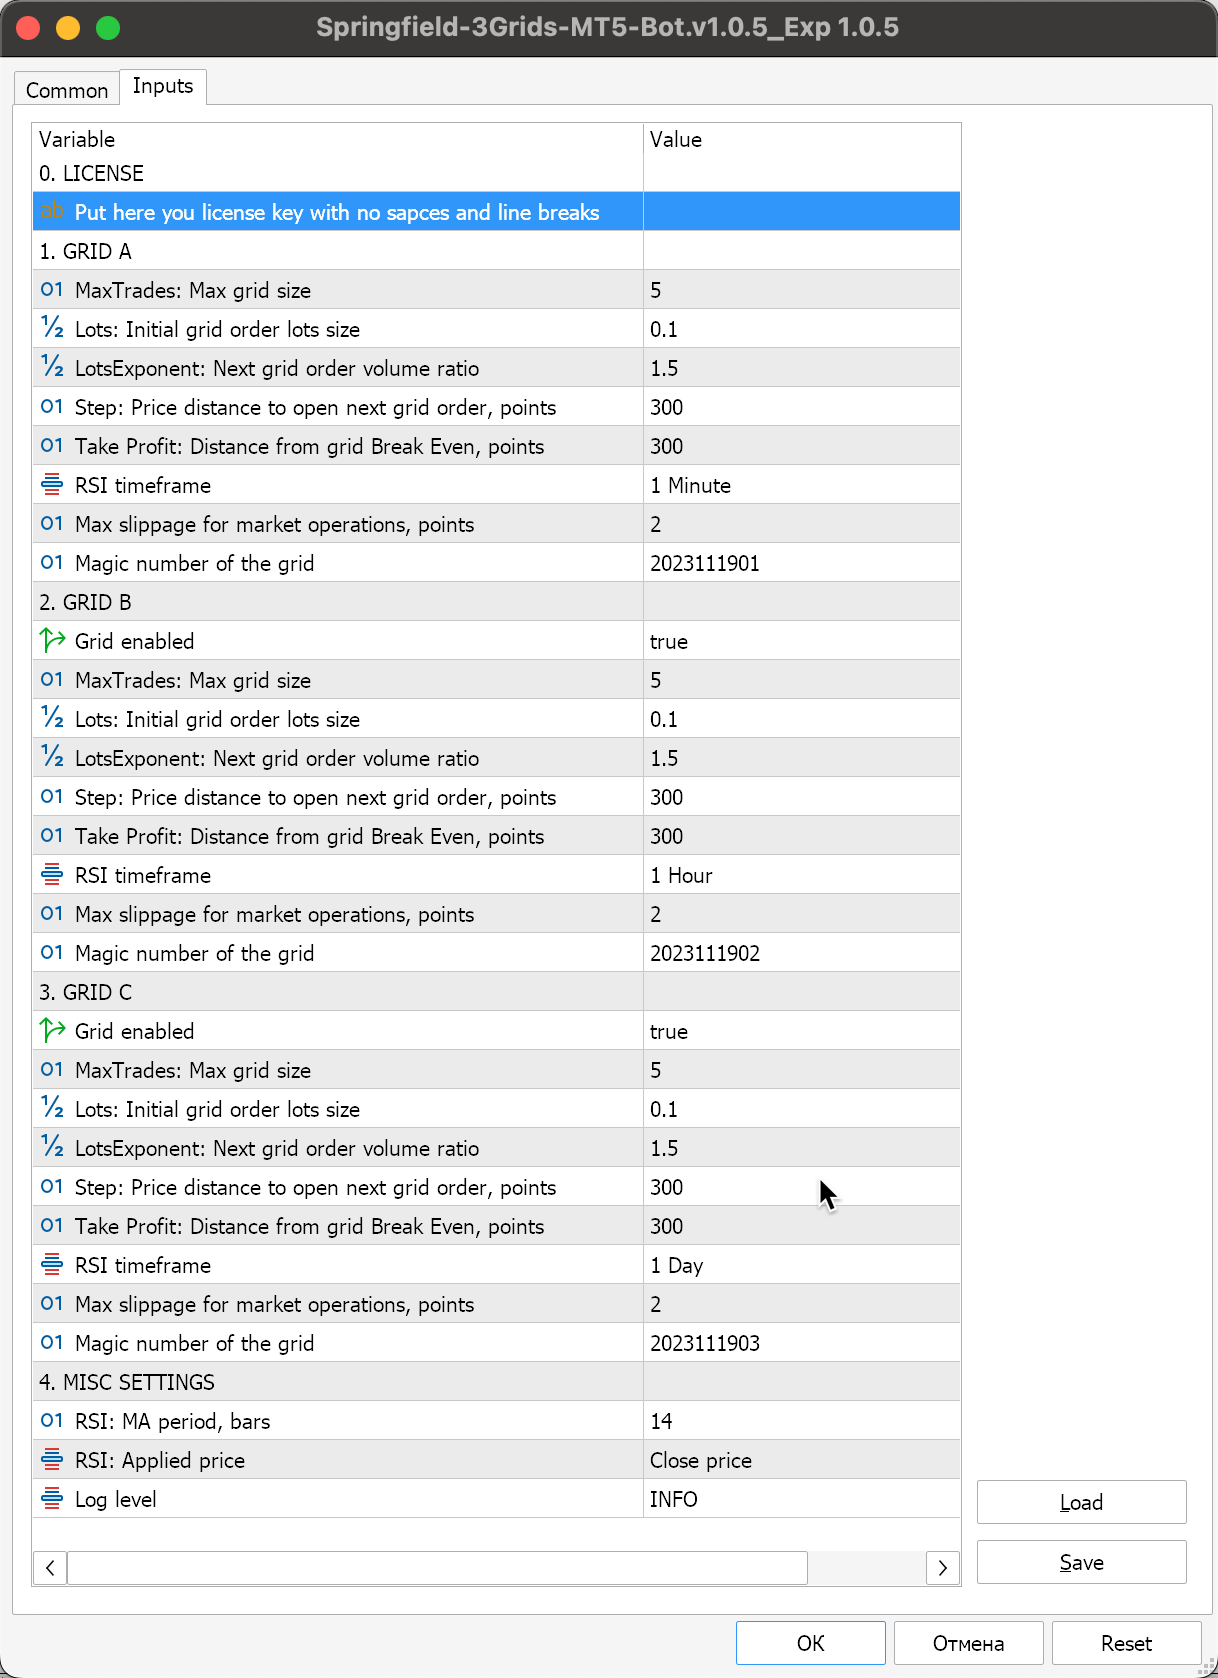 Springfield-3Grids-MT5-Bot.v1.0.5_Exp 1.0.5
Common Inputs
Variable Value
0. LICENSE
ab Put here you license key with no sapces and line breaks
1. GRID A
01 MaxTrades: Max grid size 5
½ Lots: Initial grid order lots size 0.1
½ LotsExponent: Next grid order volume ratio 1.5
01 Step: Price distance to open next grid order, points 300
01 Take Profit: Distance from grid Break Even, points 300
RSI timeframe 1 Minute
01 Max slippage for market operations, points 2
01 Magic number of the grid 2023111901
2. GRID B
Grid enabled true
01 MaxTrades: Max grid size 5
½ Lots: Initial grid order lots size 0.1
½ LotsExponent: Next grid order volume ratio 1.5
01 Step: Price distance to open next grid order, points 300
01 Take Profit: Distance from grid Break Even, points 300
RSI timeframe 1 Hour
01 Max slippage for market operations, points 2
01 Magic number of the grid 2023111902
3. GRID C
Grid enabled true
01 MaxTrades: Max grid size 5
½ Lots: Initial grid order lots size 0.1
½ LotsExponent: Next grid order volume ratio 1.5
01 Step: Price distance to open next grid order, points 300
01 Take Profit: Distance from grid Break Even, points 300
RSI timeframe 1 Day
01 Max slippage for market operations, points 2
01 Magic number of the grid 2023111903
4. MISC SETTINGS
01 RSI: MA period, bars 14
RSI: Applied price Close price
Log level INFO
Load
Save
OK Отмена Reset